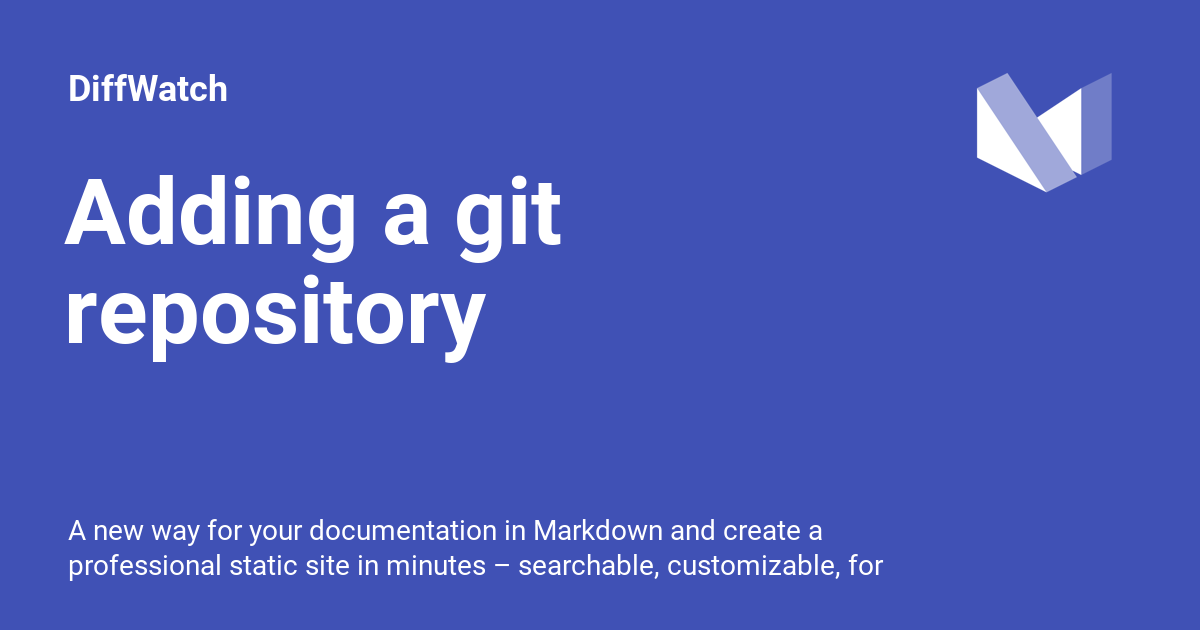 DiffWatch
Adding a git
repository
A new way for your documentation in Markdown and create a
professional static site in minutes – searchable, customizable, for